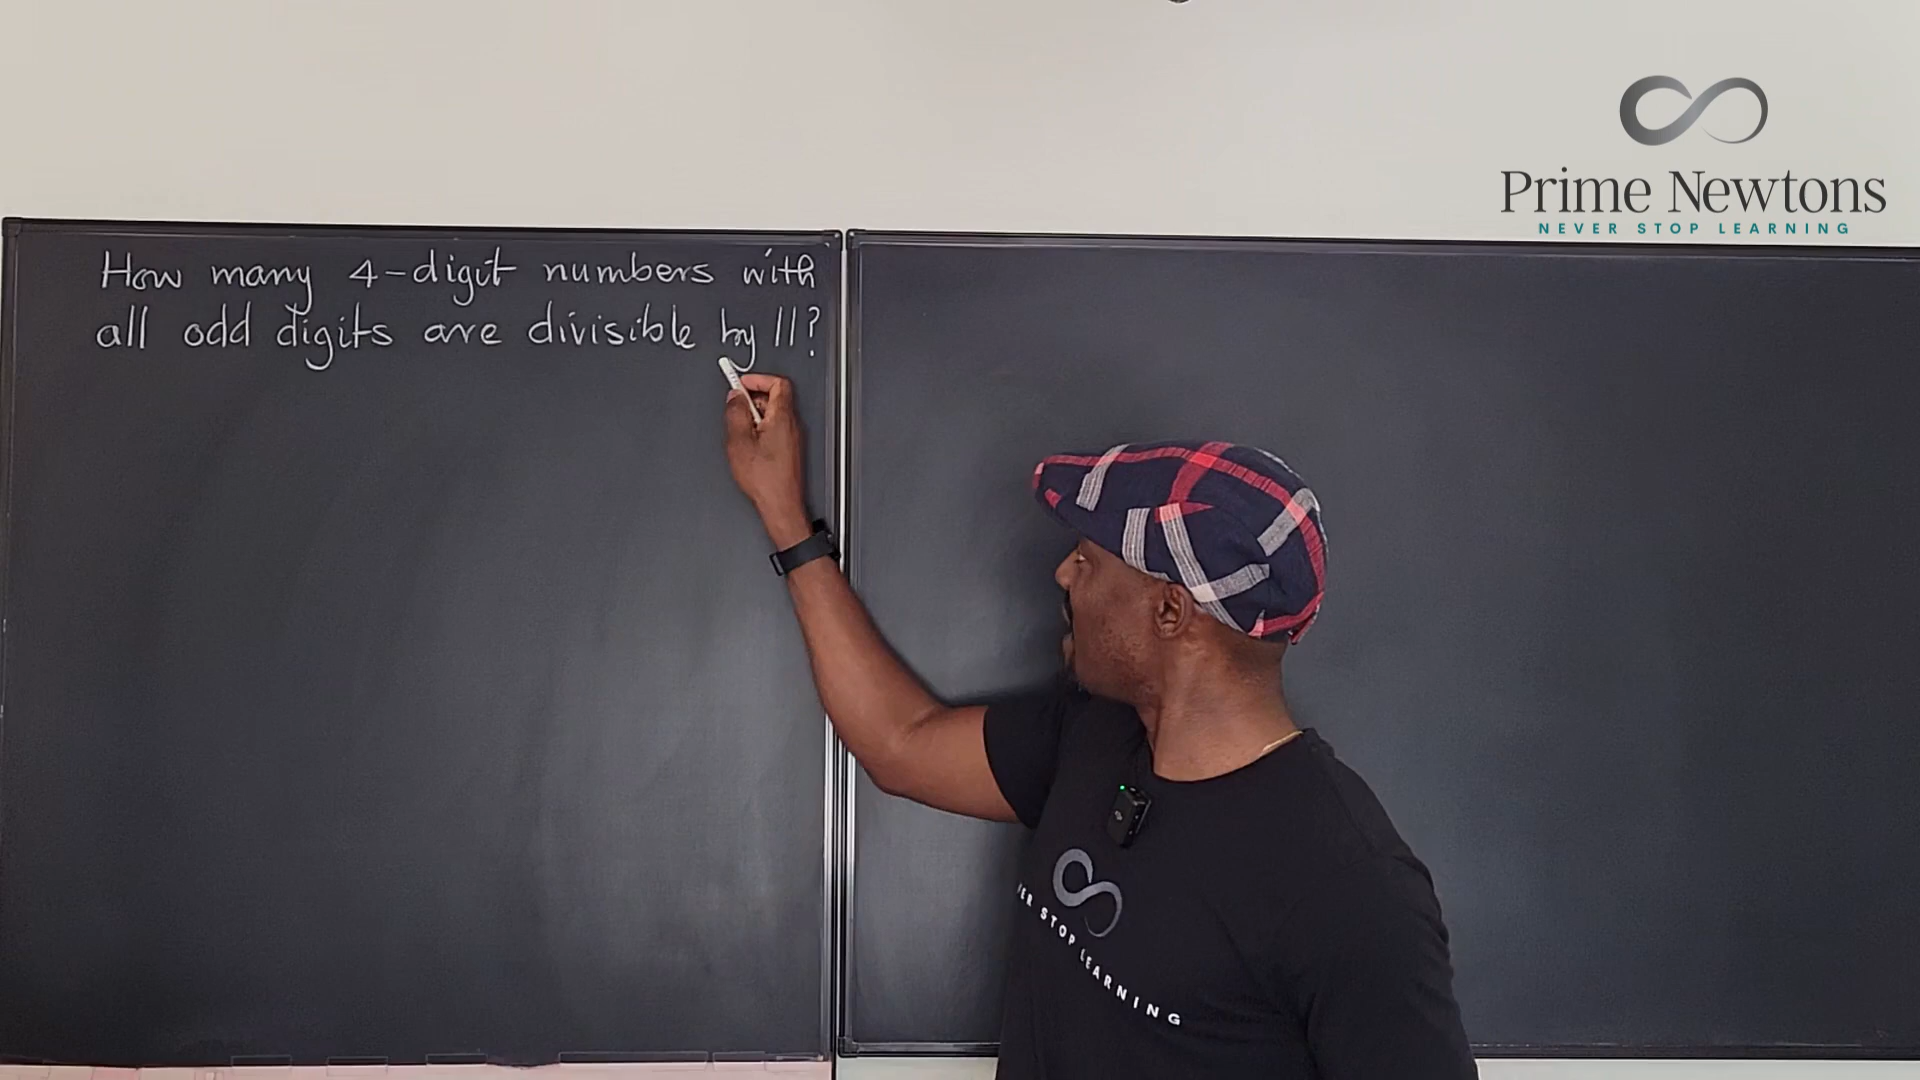 Prime Newtons
NEVER STOP LEARNING
How many 4-digit numbers with
all odd digits are divisible by 11?
VER STOP LEARNING